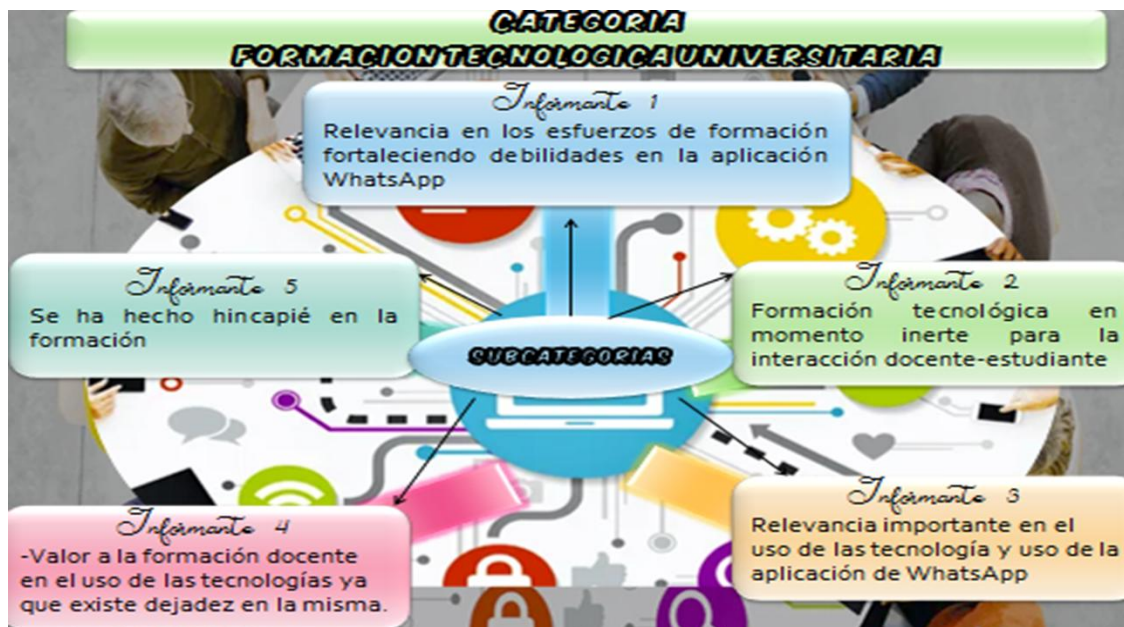 CATEGORIA
FORMACION TECNOLOGICA UNIVERSITARIA
Informante 1
Relevancia en los esfuerzos de formación
fortaleciendo debilidades en la aplicación
WhatsApp
Informante 5
Se ha hecho hincapié en la
formación
Informante 2
Formación tecnológica en
momento inerte para la
interacción docente-estudiante
SUBCATEGORIAS
Informante 4
-Valor a la formación docente
en el uso de las tecnologías ya
que existe dejadez en la misma.
Informante 3
Relevancia importante en el
uso de las tecnología y uso de la
aplicación de WhatsApp